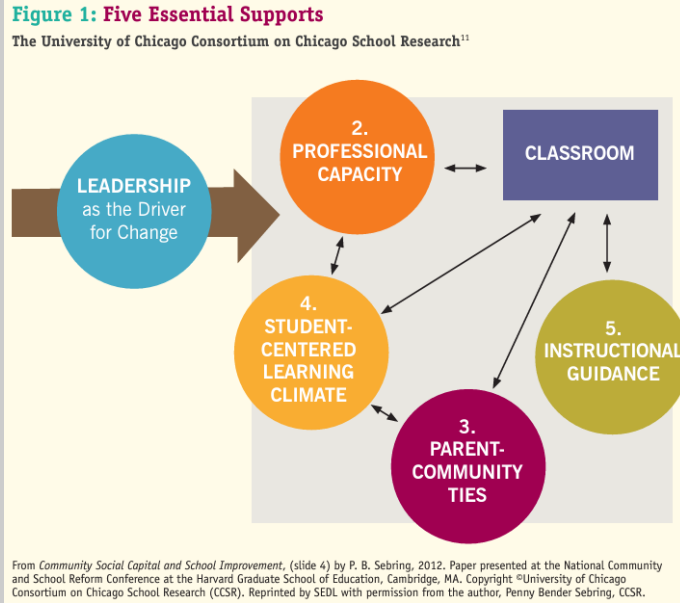 Figure 1: Five Essential Supports
The University of Chicago Consortium on Chicago School Research¹¹
LEADERSHIP
as the Driver
for Change
2.
PROFESSIONAL
CAPACITY
CLASSROOM
4.
STUDENT-
CENTERED
LEARNING
CLIMATE
5.
INSTRUCTIONAL
GUIDANCE
3.
PARENT-
COMMUNITY
TIES
From Community Social Capital and School Improvement, (slide 4) by P. B. Sebring, 2012. Paper presented at the National Community
and School Reform Conference at the Harvard Graduate School of Education, Cambridge, MA. Copyright ©University of Chicago
Consortium on Chicago School Research (CCSR). Reprinted by SEDL with permission from the author, Penny Bender Sebring, CCSR.